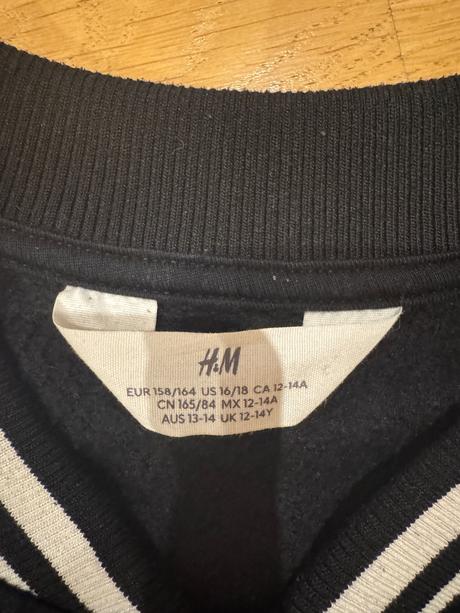 H&M
EUR 158/164 US 16/18 CA 12-14A
CN 165/84 MX 12-14A
AUS 13-14 UK 12-14Y